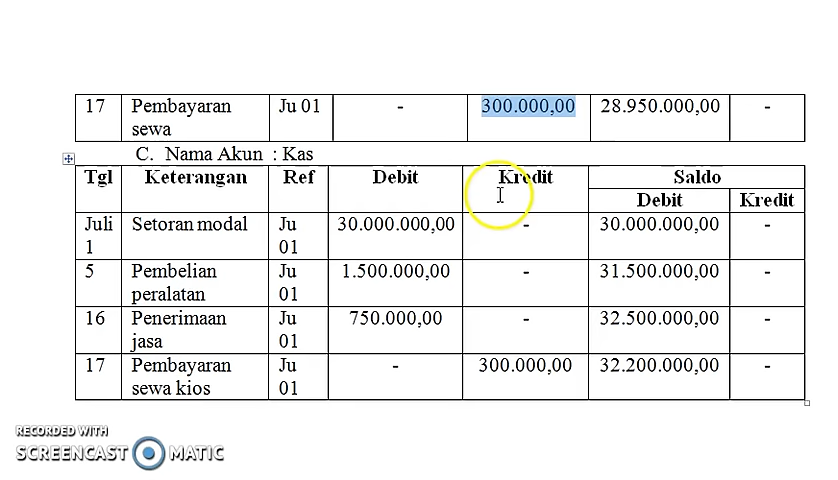 17 Pembayaran Ju 01 - 300.000,00 28.950.000,00 -
sewa
C. Nama Akun : Kas
Tgl Keterangan Ref Debit Kredit Saldo
Debit Kredit
Juli Setoran modal Ju 30.000.000,00 - 30.000.000,00 -
1 01
5 Pembelian Ju 1.500.000,00 - 31.500.000,00 -
peralatan 01
16 Penerimaan Ju 750.000,00 - 32.500.000,00 -
jasa 01
17 Pembayaran Ju - 300.000,00 32.200.000,00 -
sewa kios 01
RECORDED WITH
SCREENCAST MATIC